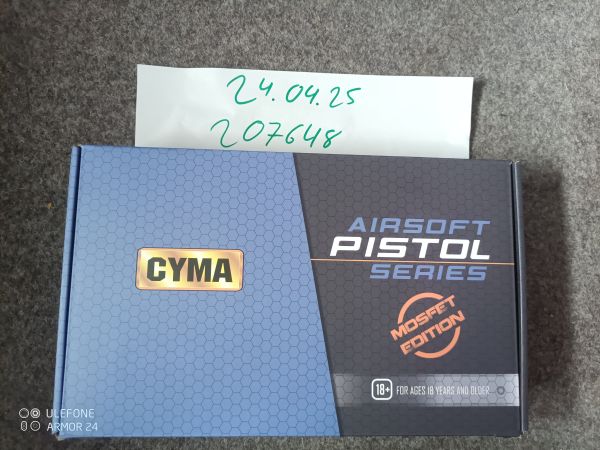 24.04.25
207648
AIRSOFT
PISTOL
SERIES
CYMA
MOSFET
EDITION
18+ FOR AGES 18 YEARS AND OLDER
ULEFONE
ARMOR 24